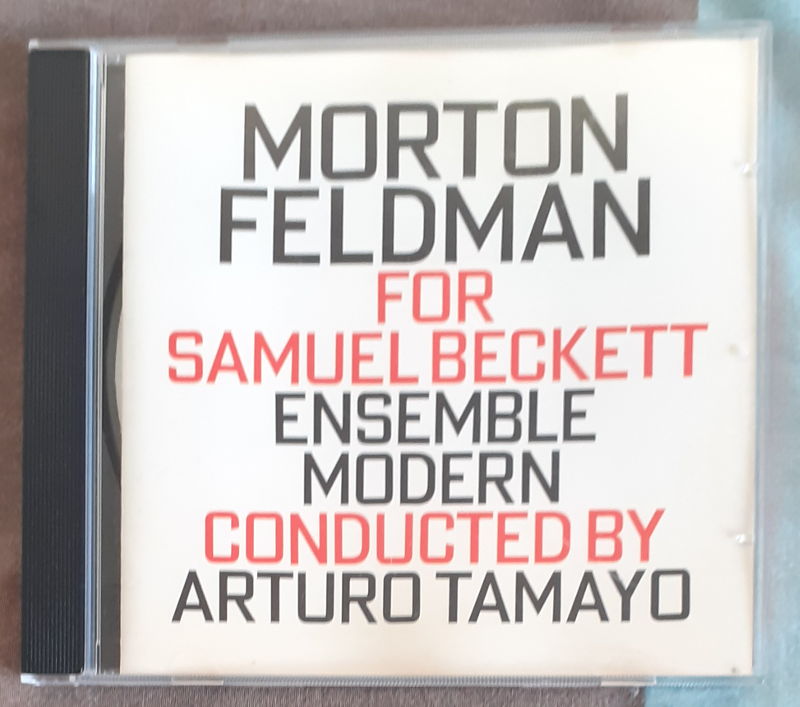 MORTON
FELDMAN
FOR
SAMUEL BECKETT
ENSEMBLE
MODERN
CONDUCTED BY
ARTURO TAMAYO